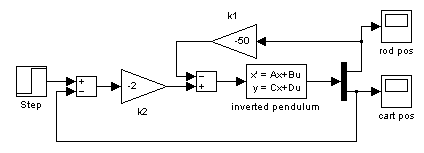 k1
-50
rod pos
Step
+
−
-2
k2
−
+
x' = Ax+Bu
y = Cx+Du
inverted pendulum
cart pos